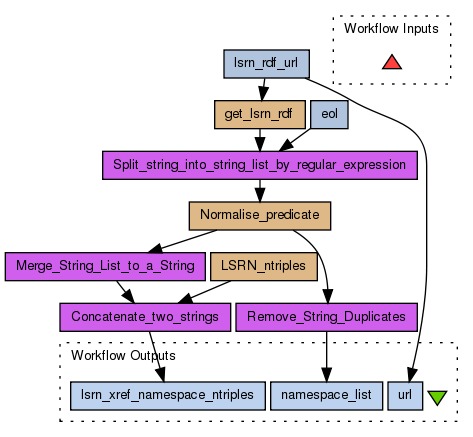 Workflow Inputs
lsrn_rdf_url
get_lsrn_rdf
eol
Split_string_into_string_list_by_regular_expression
Normalise_predicate
Merge_String_List_to_a_String
LSRN_ntriples
Concatenate_two_strings
Remove_String_Duplicates
Workflow Outputs
lsrn_xref_namespace_ntriples
namespace_list
url